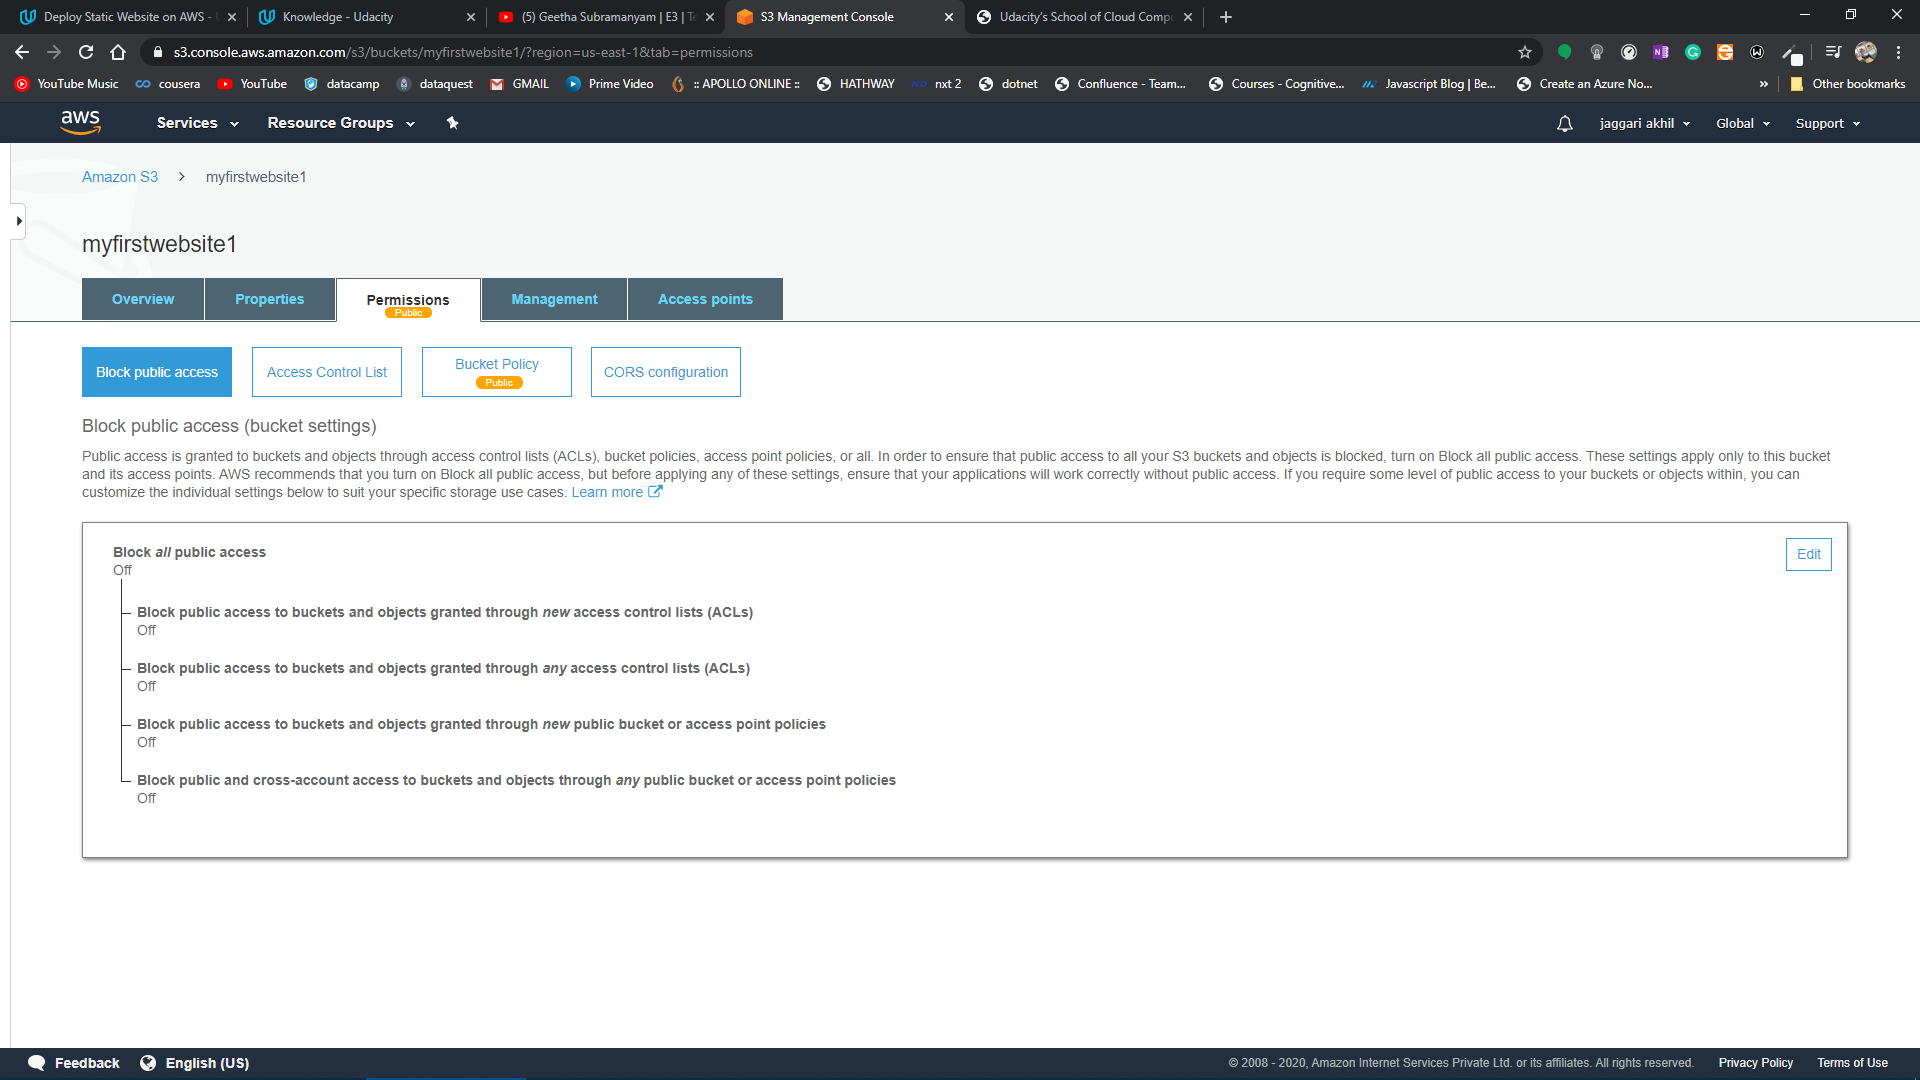 Deploy Static Website on AWS -
Knowledge - Udacity
(5) Geetha Subramanyam | E3 | Te
S3 Management Console
Udacity's School of Cloud Compu
s3.console.aws.amazon.com/s3/buckets/myfirstwebsite1/?region=us-east-1&tab=permissions
YouTube Music
cousera
YouTube
datacamp
dataquest
GMAIL
Prime Video
:: APOLLO ONLINE ::
HATHWAY
nxt 2
dotnet
Confluence - Team...
Courses - Cognitive...
Javascript Blog | Be...
Create an Azure No...
»
Other bookmarks
aws
Services
Resource Groups
jaggari akhil
Global
Support
Amazon S3
myfirstwebsite1
myfirstwebsite1
Overview
Properties
Permissions
Public
Management
Access points
Block public access
Access Control List
Bucket Policy
Public
CORS configuration
Block public access (bucket settings)
Public access is granted to buckets and objects through access control lists (ACLs), bucket policies, access point policies, or all. In order to ensure that public access to all your S3 buckets and objects is blocked, turn on Block all public access. These settings apply only to this bucket
and its access points. AWS recommends that you turn on Block all public access, but before applying any of these settings, ensure that your applications will work correctly without public access. If you require some level of public access to your buckets or objects within, you can
customize the individual settings below to suit your specific storage use cases. Learn more
Block all public access
Edit
Off
Block public access to buckets and objects granted through new access control lists (ACLs)
Off
Block public access to buckets and objects granted through any access control lists (ACLs)
Off
Block public access to buckets and objects granted through new public bucket or access point policies
Off
Block public and cross-account access to buckets and objects through any public bucket or access point policies
Off
Feedback
English (US)
© 2008 - 2020, Amazon Internet Services Private Ltd. or its affiliates. All rights reserved.
Privacy Policy
Terms of Use